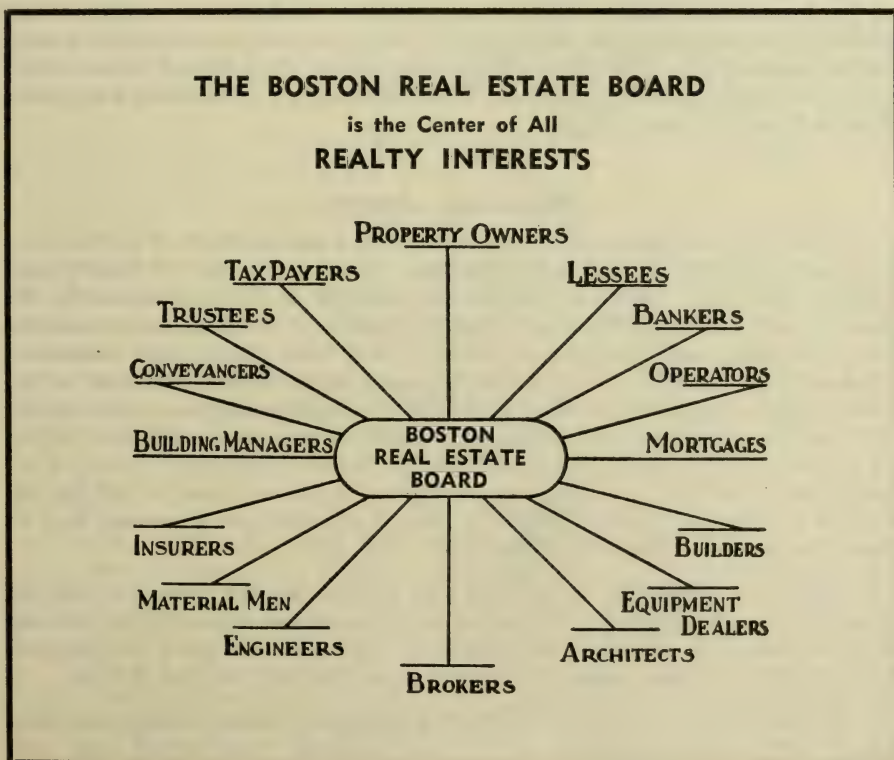 THE BOSTON REAL ESTATE BOARD
is the Center of All
REALTY INTERESTS
PROPERTY OWNERS
TAX PAYERS
LESSEES
TRUSTEES
BANKERS
CONVEYANCERS
OPERATORS
BUILDING MANAGERS
BOSTON
REAL ESTATE
BOARD
MORTGAGES
INSURERS
BUILDERS
MATERIAL MEN
EQUIPMENT
DEALERS
ENGINEERS
ARCHITECTS
BROKERS